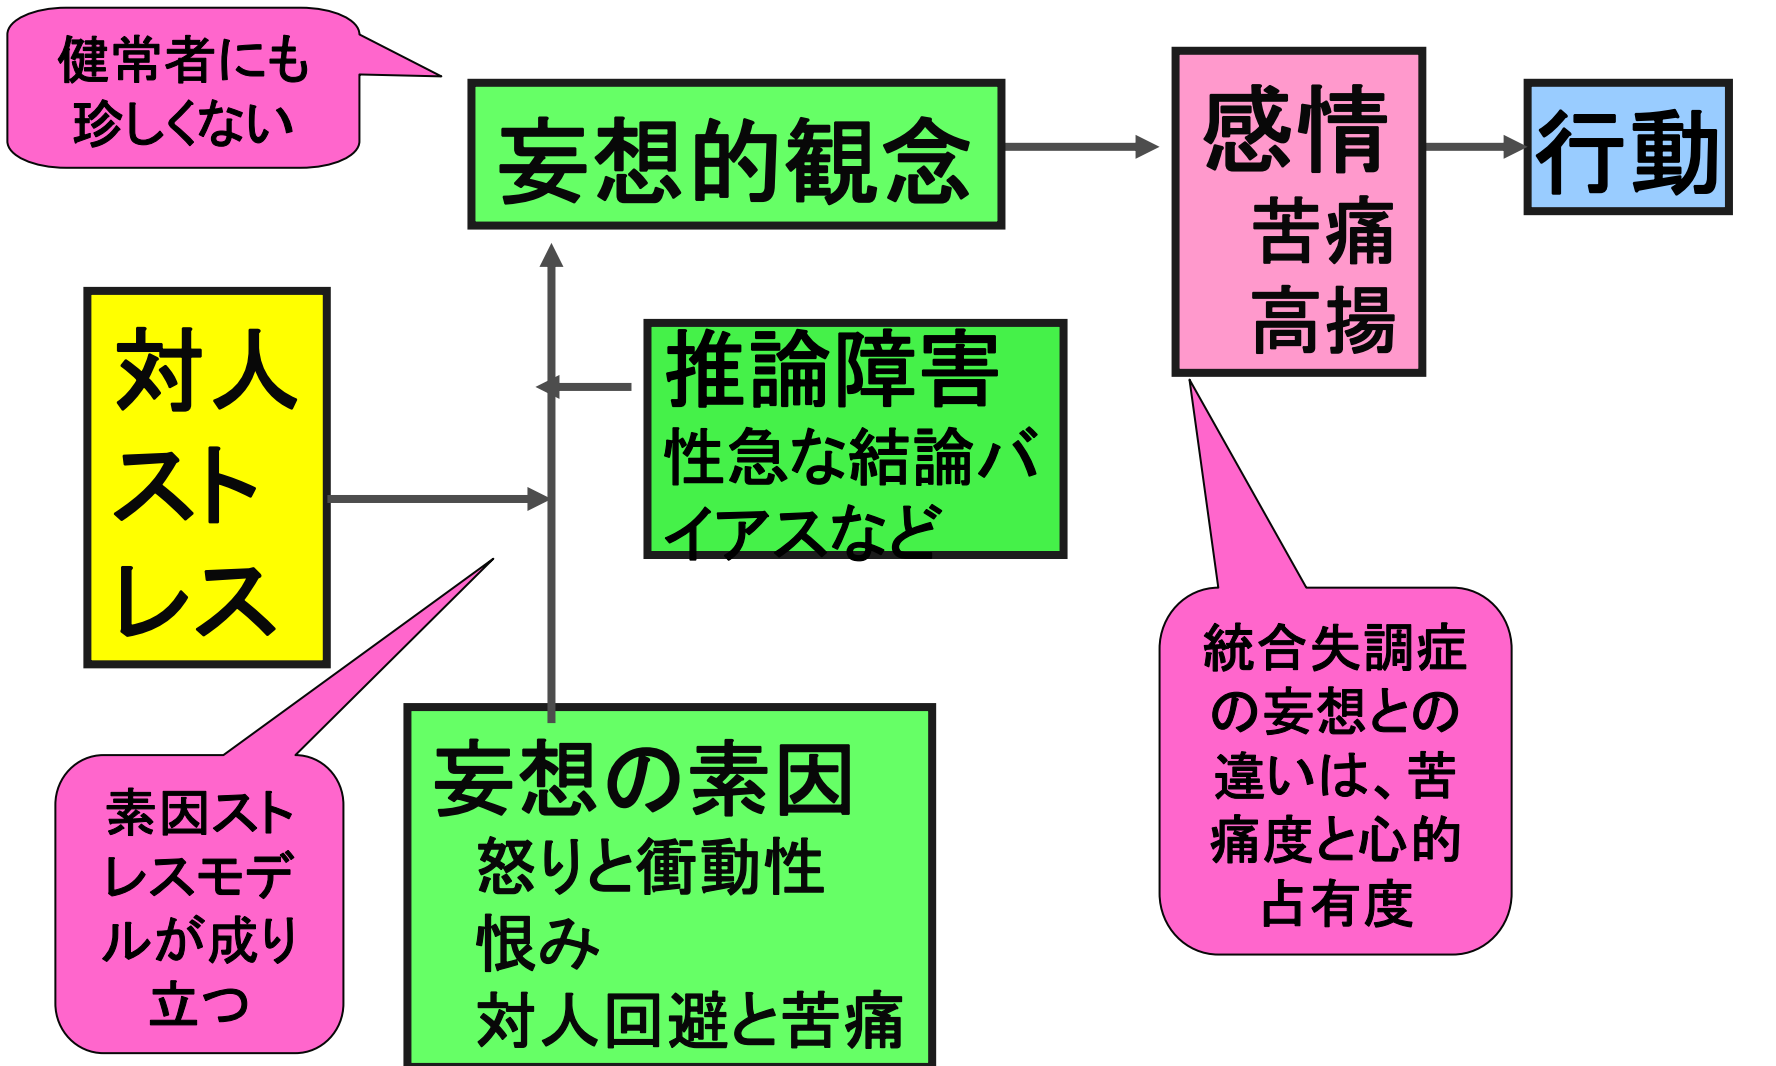 健常者にも
珍しくない
妄想的観念
感情
苦痛
高揚
行動
対人
スト
レス
推論障害
性急な結論バ
イアスなど
妄想の素因
怒りと衝動性
恨み
対人回避と苦痛
素因スト
レスモデ
ルが成り
立つ
統合失調症
の妄想との
違いは、苦
痛度と心的
占有度